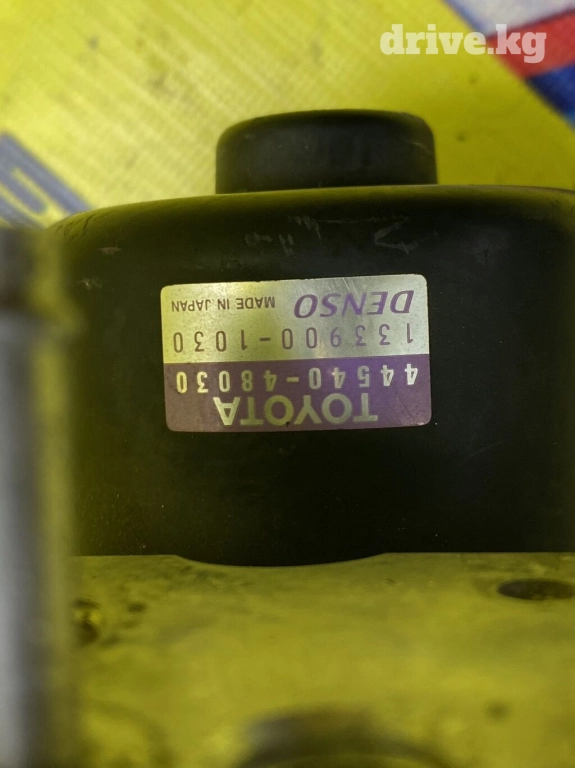 drive.kg
TOYOTA
44540-48030
133900-1030
DENSO MADE IN JAPAN